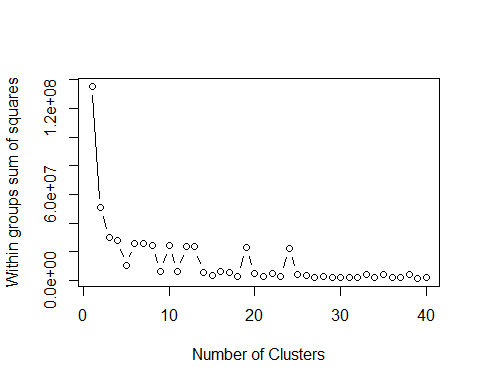 Within groups sum of squares
1.2e+08
6.0e+07
0.0e+00
0 10 20 30 40
Number of Clusters